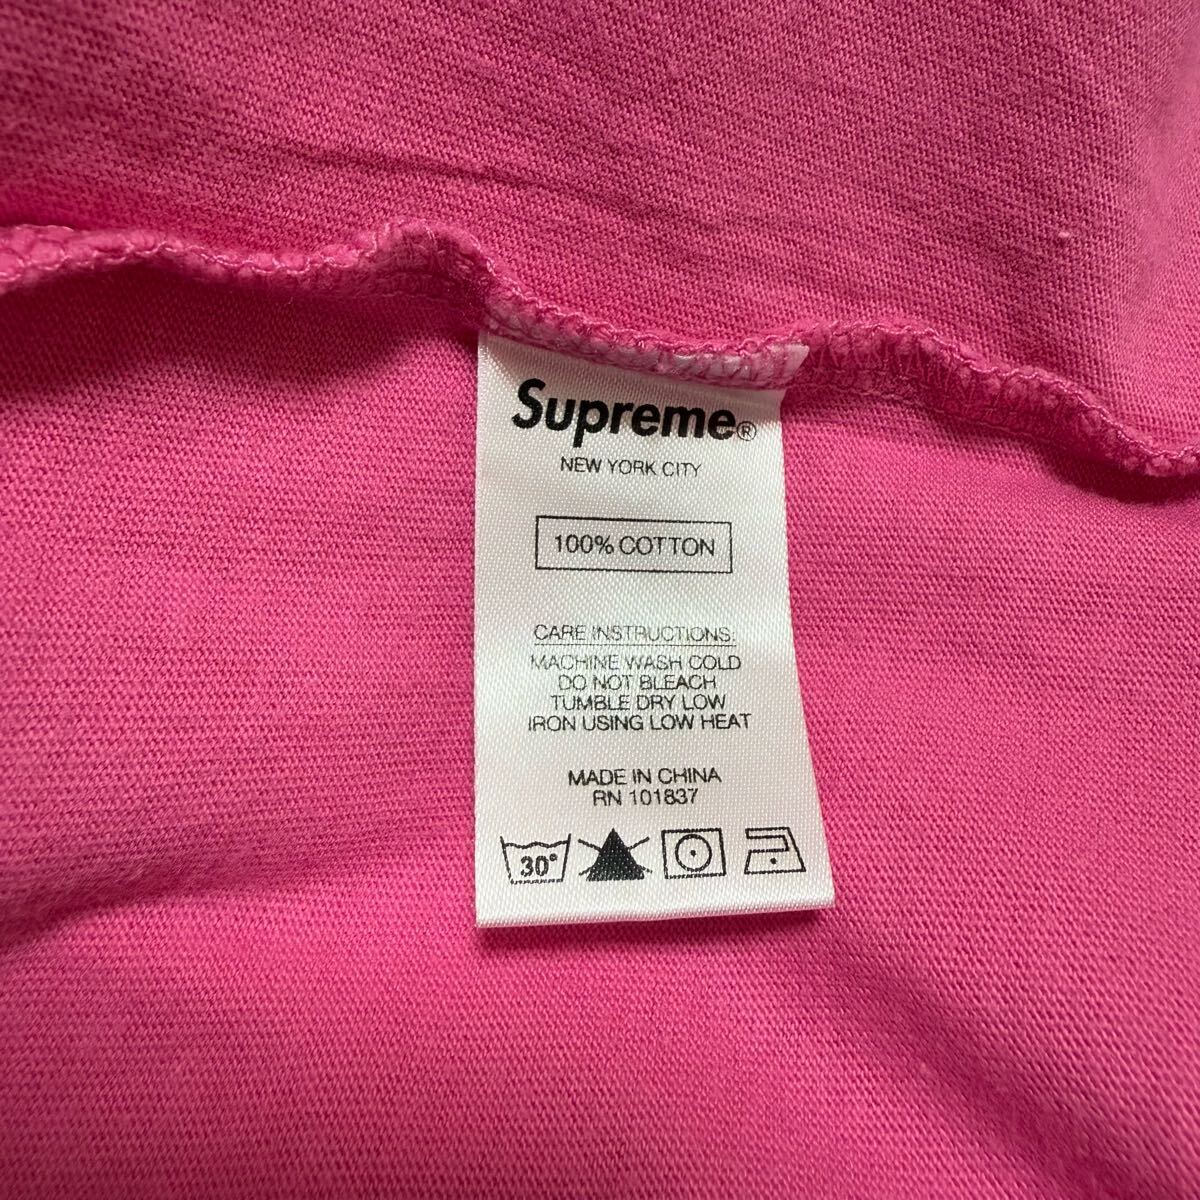 Supreme®
NEW YORK CITY
100% COTTON
CARE INSTRUCTIONS:
MACHINE WASH COLD
DO NOT BLEACH
TUMBLE DRY LOW
IRON USING LOW HEAT
MADE IN CHINA
RN 101837
30°